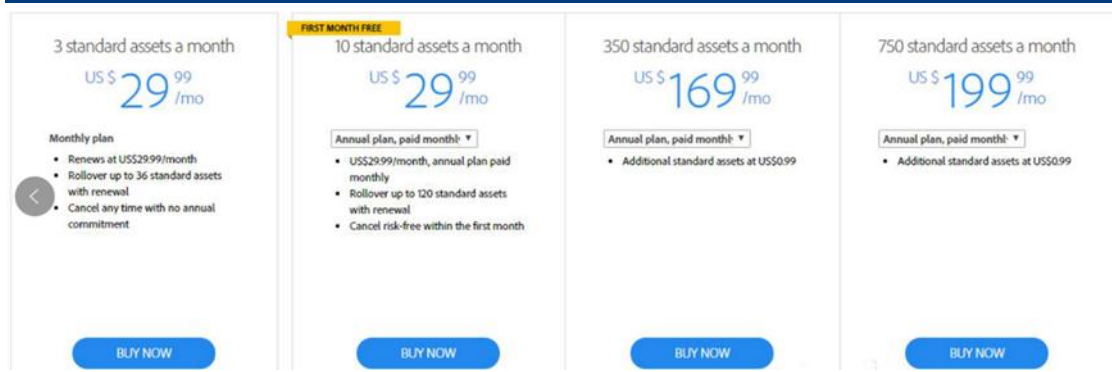 3 standard assets a month
US $ 29 99 /mo
Monthly plan
Renews at US$29.99/month
Rollover up to 36 standard assets
with renewal
Cancel any time with no annual
commitment
BUY NOW
FIRST MONTH FREE
10 standard assets a month
US $ 29 99 /mo
Annual plan, paid monthly
US$29.99/month, annual plan paid
monthly
Rollover up to 120 standard assets
with renewal
Cancel risk-free within the first month
BUY NOW
350 standard assets a month
US $ 169 99 /mo
Annual plan, paid monthly
Additional standard assets at US$0.99
BUY NOW
750 standard assets a month
US $ 199 99 /mo
Annual plan, paid monthl
Additional standard assets at US$0.99
BUY NOW